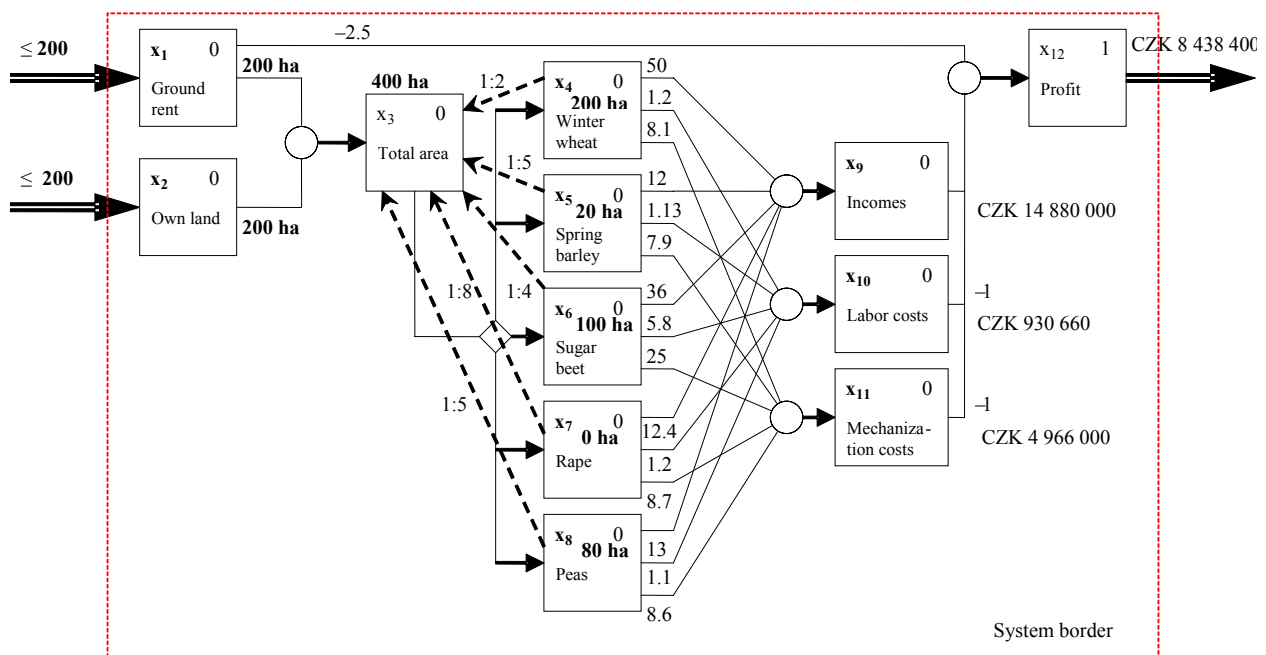 ≤ 200
x1 0
Ground
rent
–2.5
200 ha
≤ 200
x2 0
Own land
200 ha
400 ha
x3 0
Total area
1:2
1:5
1:8
1:4
1:5
x4 0
200 ha
Winter
wheat
50
1.2
8.1
x5 0
20 ha
Spring
barley
12
1.13
7.9
x6 0
100 ha
Sugar
beet
36
5.8
25
x7 0
0 ha
Rape
12.4
1.2
8.7
x8 0
80 ha
Peas
13
1.1
8.6
x9 0
Incomes
CZK 14 880 000
x10 0
Labor costs
–1
CZK 930 660
x11 0
Mechaniza-
tion costs
–1
CZK 4 966 000
x12 1
Profit
CZK 8 438 400
System border